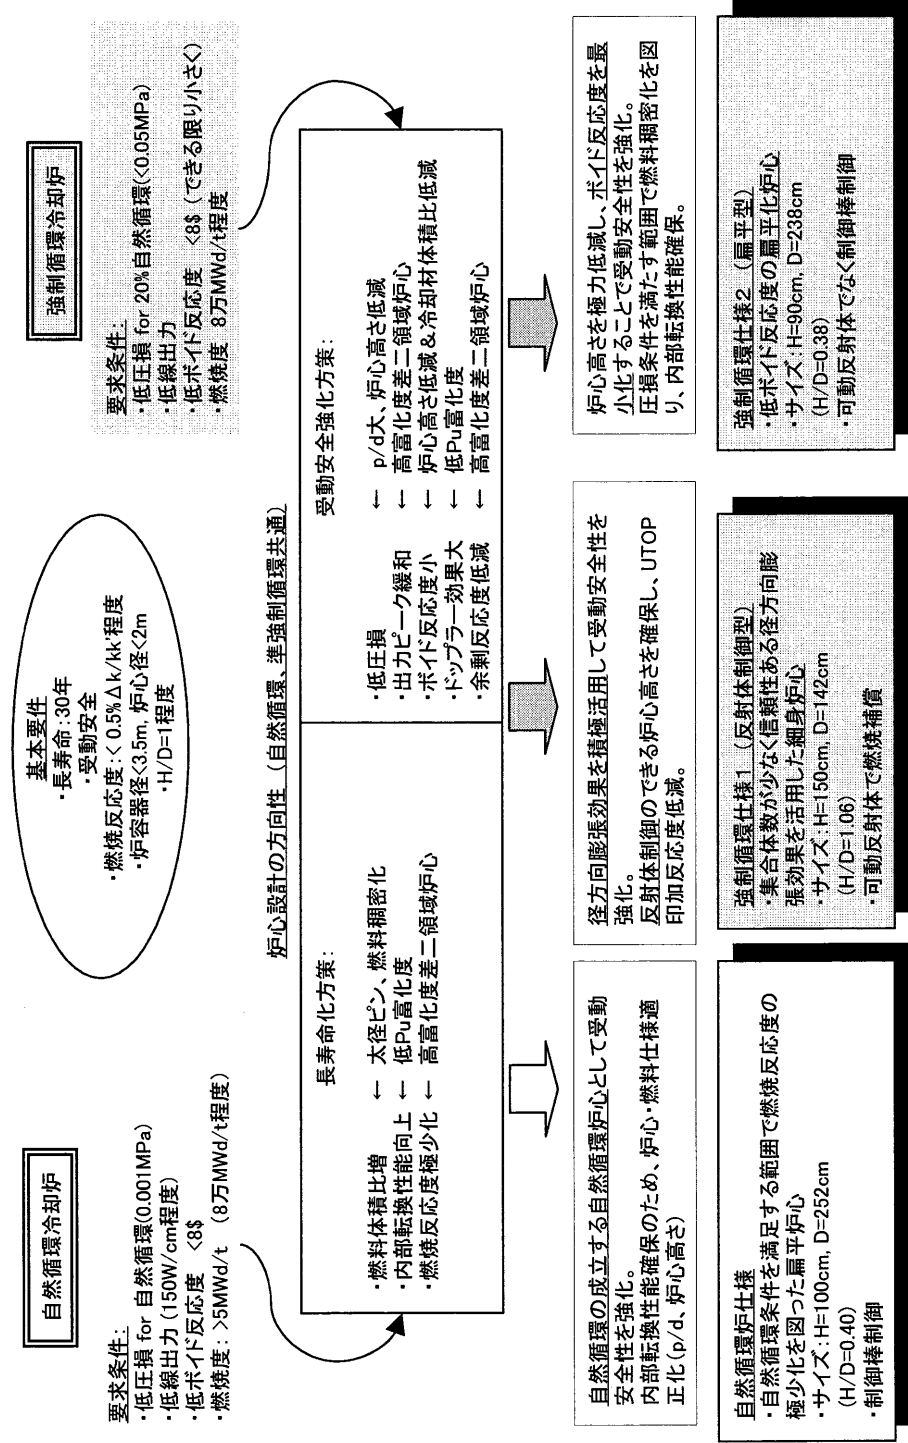 自然循環冷却炉
要求条件:
・低圧損 for 自然循環(0.001MPa)
・低線出力(150W/cm程度)
・低ボイド反応度 <8$
・燃焼度: >5MWd/t (8万MWd/t程度)
基本要件
・長寿命:30年
・受動安全
・燃焼反応度:< 0.5%Δk/kk'程度
・炉容器径<3.5m, 炉心径<2m
・H/D=1程度
強制循環冷却炉
要求条件:
・低圧損 for 20%自然循環(<0.05MPa)
・低線出力
・低ボイド反応度 <8$(できる限り小さく)
・燃焼度 8万MWd/t程度
炉心設計の方向性(自然循環、準強制循環共通)
長寿命化方策:
・燃料体積比増 ← 太径ピン、燃料稠密化
・内部転換性能向上 ← 低Pu富化度
・燃焼反応度極少化 ← 高富化度差二領域炉心
受動安全強化方策:
・低圧損 ← p/d大、炉心高さ低減
・出力ピーク緩和 ← 高富化度差二領域炉心
・ボイド反応度小 ← 炉心高さ低減&冷却材体積比低減
・ドップラー効果大 ← 低Pu富化度
・余剰反応度低減 ← 高富化度差二領域炉心
自然循環の成立する自然循環炉心として受動
安全性を強化。
内部転換性能確保のため、炉心・燃料仕様適
正化(p/d、炉心高さ)
径方向膨張効果を積極活用して受動安全性を
強化。
反射体制御のできる炉心高さを確保し、UTOP
印加反応度低減。
炉心高さを極力低減し、ボイド反応度を最
小化することで受動安全性を強化。
圧損条件を満たす範囲で燃料稠密化を図
り、内部転換性能確保。
自然循環炉仕様
・自然循環条件を満足する範囲で燃焼反応度の
極少化を図った扁平炉心
・サイズ:H=100cm, D=252cm
(H/D=0.40)
・制御棒制御
強制循環仕様1(反射体制御型)
・集合体数が少なく信頼性ある径方向膨
張効果を活用した細身炉心
・サイズ:H=150cm, D=142cm
(H/D=1.06)
・可動反射体で燃焼補償
強制循環仕様2(扁平型)
・低ボイド反応度の扁平化炉心
・サイズ:H=90cm, D=238cm
(H/D=0.38)
・可動反射体でなく制御棒制御